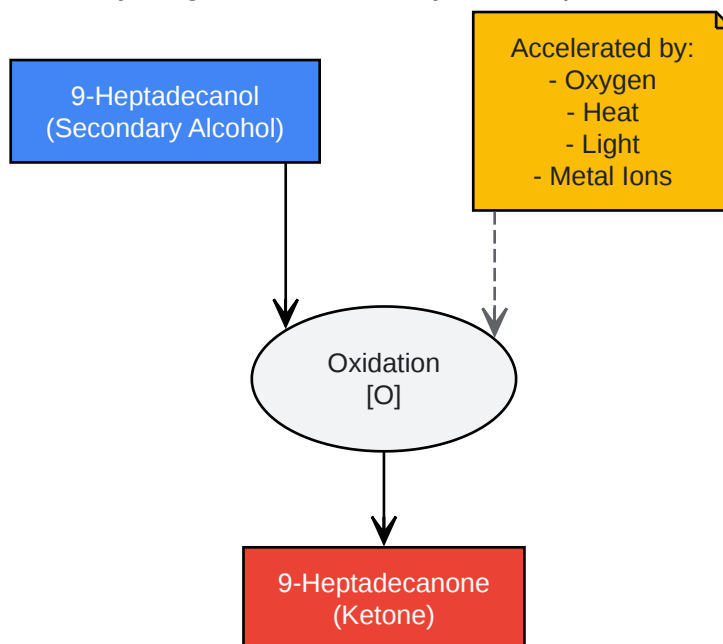 9-Heptadecanol
(Secondary Alcohol)
Accelerated by:
- Oxygen
- Heat
- Light
- Metal Ions
Oxidation
[O]
9-Heptadecanone
(Ketone)